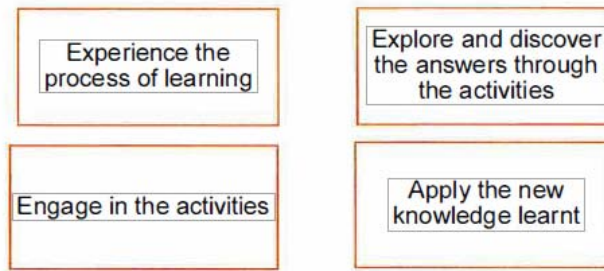 Experience the
process of learning
Explore and discover
the answers through
the activities
Engage in the activities
Apply the new
knowledge learnt